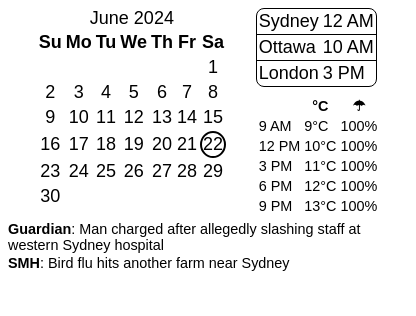 June 2024
Su Mo Tu We Th Fr Sa
1
2 3 4 5 6 7 8
9 10 11 12 13 14 15
16 17 18 19 20 21 22
23 24 25 26 27 28 29
30
Sydney 12 AM
Ottawa 10 AM
London 3 PM
°C ☂
9 AM 9°C 100%
12 PM 10°C 100%
3 PM 11°C 100%
6 PM 12°C 100%
9 PM 13°C 100%
Guardian: Man charged after allegedly slashing staff at
western Sydney hospital
SMH: Bird flu hits another farm near Sydney